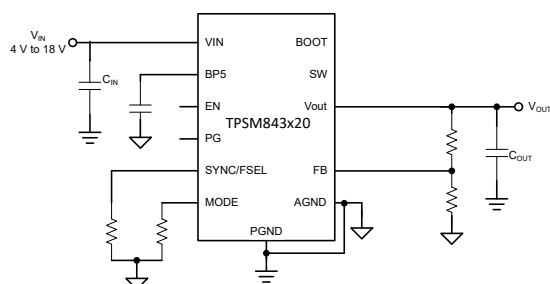 VIN
4 V to 18 V
CIN
VIN
BP5
EN
PG
SYNC/FSEL
MODE
BOOT
SW
Vout
FB
AGND
PGND
TPSM843x20
VOUT
COUT